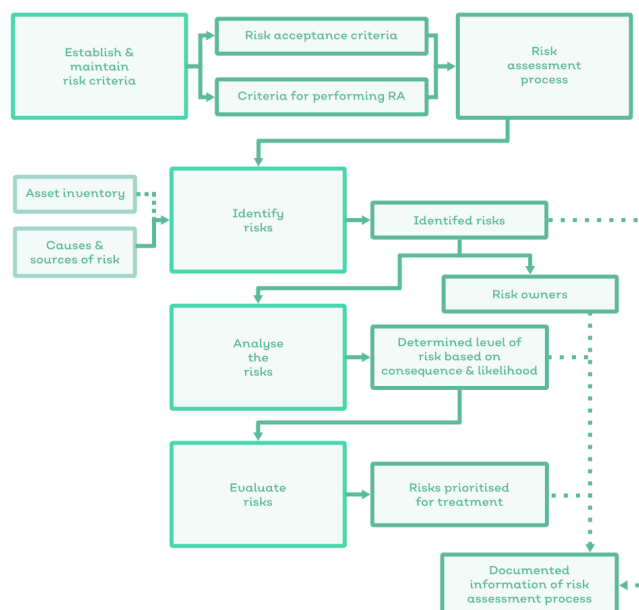 Establish &
maintain
risk criteria
Risk acceptance criteria
Criteria for performing RA
Risk
assessment
process
Asset inventory
Causes &
sources of risk
Identify
risks
Identifed risks
Risk owners
Analyse
the
risks
Determined level of
risk based on
consequence & likelihood
Evaluate
risks
Risks prioritised
for treatment
Documented
information of risk
assessment process